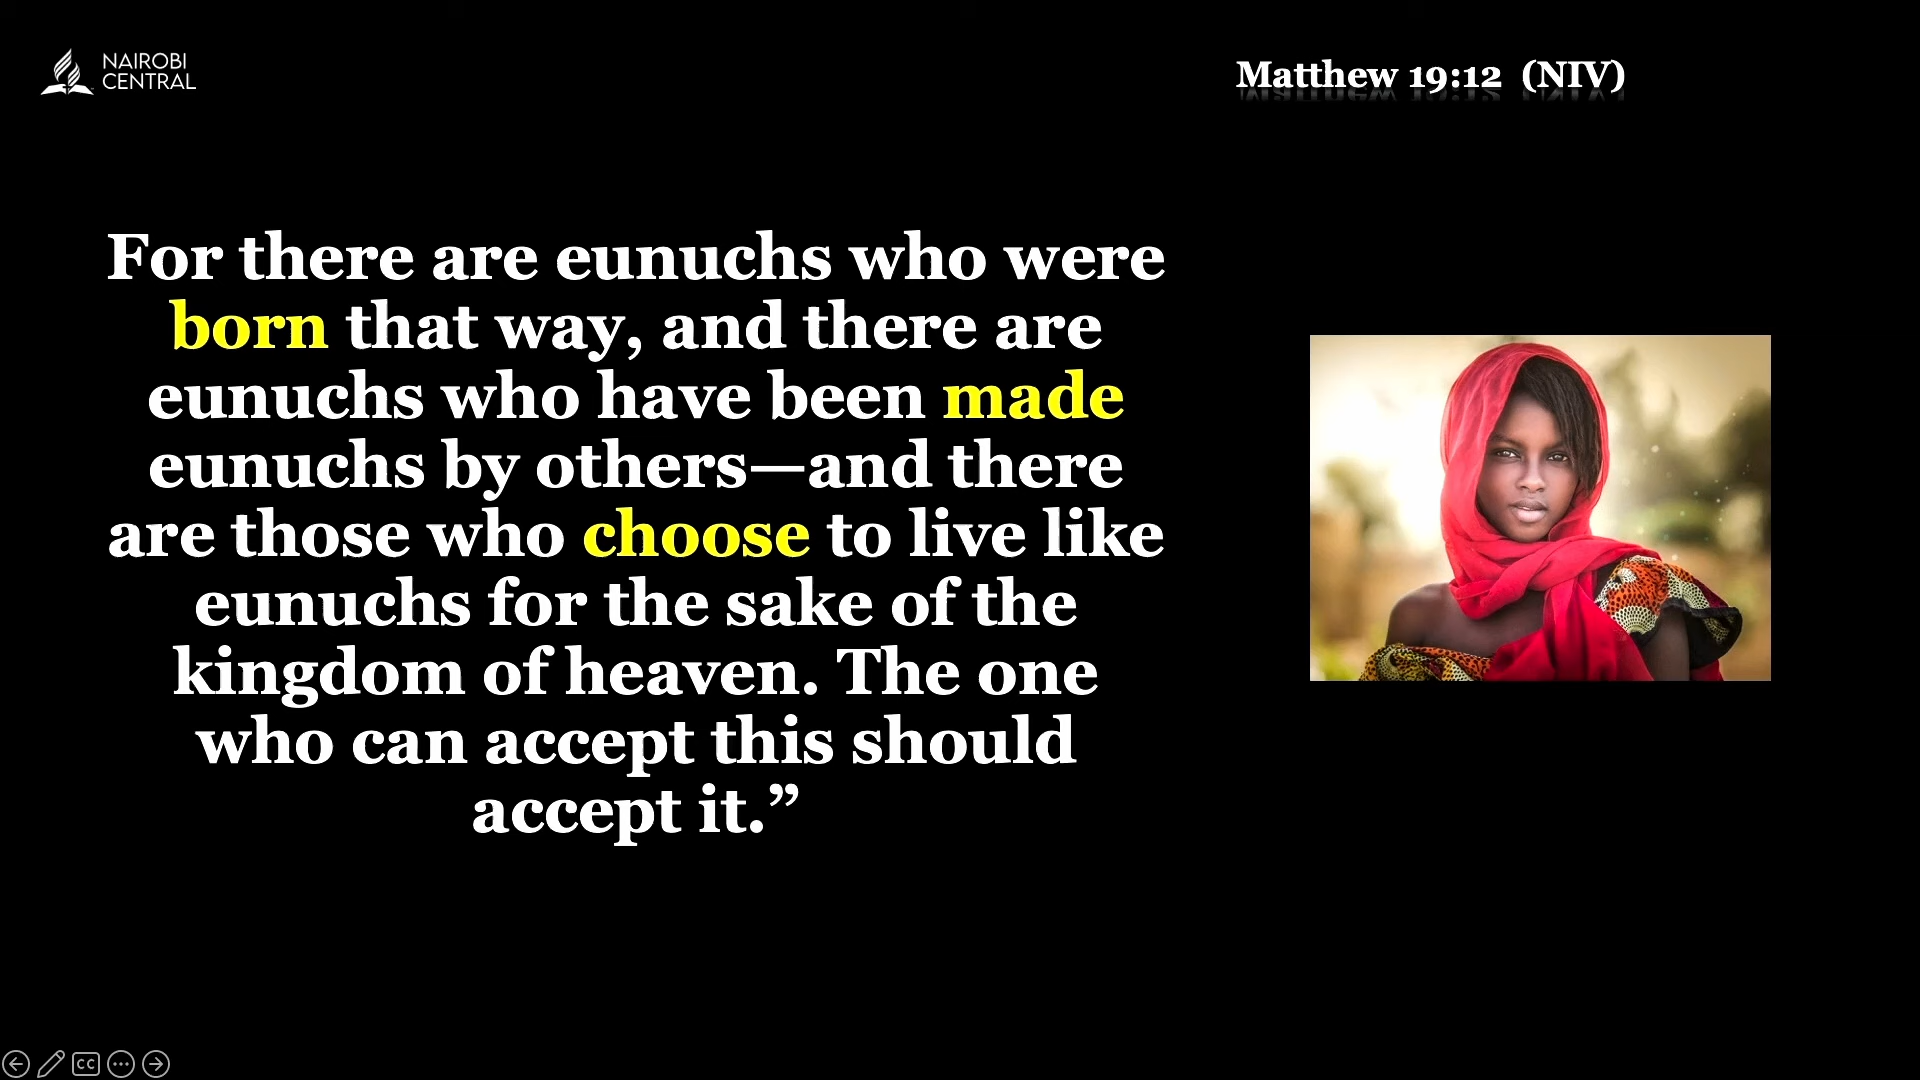 NAIROBI
CENTRAL
Matthew 19:12 (NIV)
For there are eunuchs who were
born that way, and there are
eunuchs who have been made
eunuchs by others—and there
are those who choose to live like
eunuchs for the sake of the
kingdom of heaven. The one
who can accept this should
accept it.”
CC